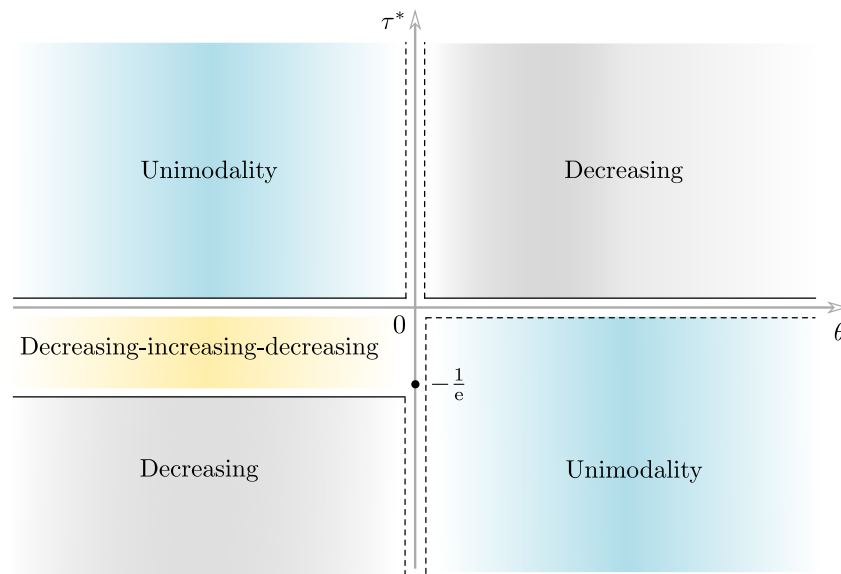 τ*
Unimodality
Decreasing
0
θ
Decreasing-increasing-decreasing
−1/e
Decreasing
Unimodality